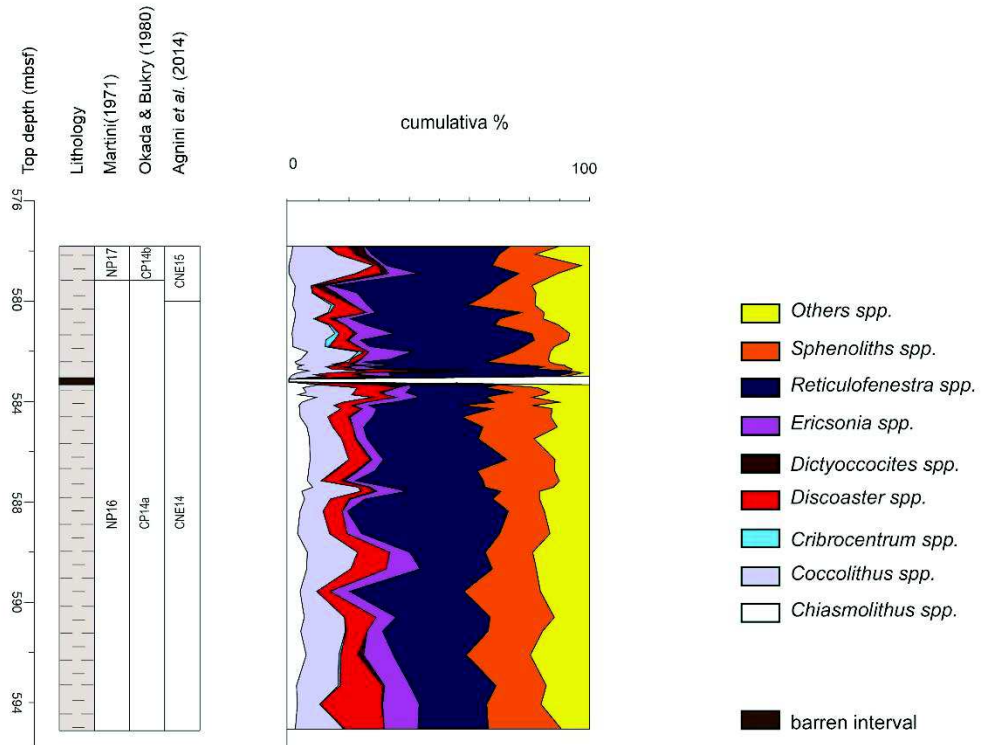 Top depth (mbsf)
Lithology
Martini(1971)
Okada & Bukry (1980)
Agnini et al. (2014)
cumulativa %
0
100
576
580
584
588
590
594
NP17
CP14b
CNE15
NP16
CP14a
CNE14
Others spp.
Sphenoliths spp.
Reticulofenestra spp.
Ericsonia spp.
Dictyoccocites spp.
Discoaster spp.
Cribrocentrum spp.
Coccolithus spp.
Chiasmolithus spp.
barren interval